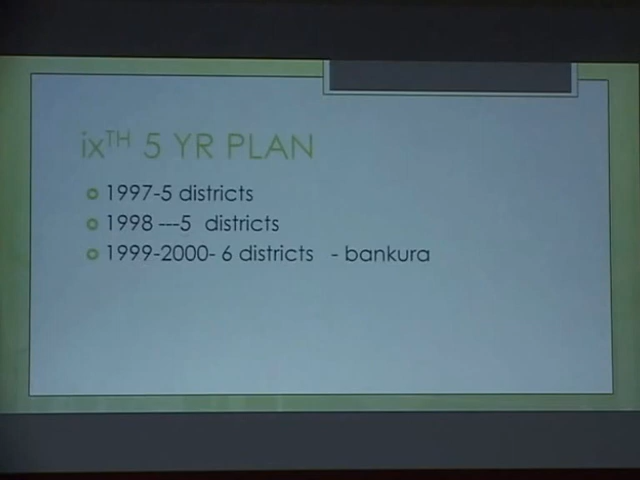 ixTH 5 YR PLAN
1997-5 districts
1998 ---5 districts
1999-2000- 6 districts - bankura